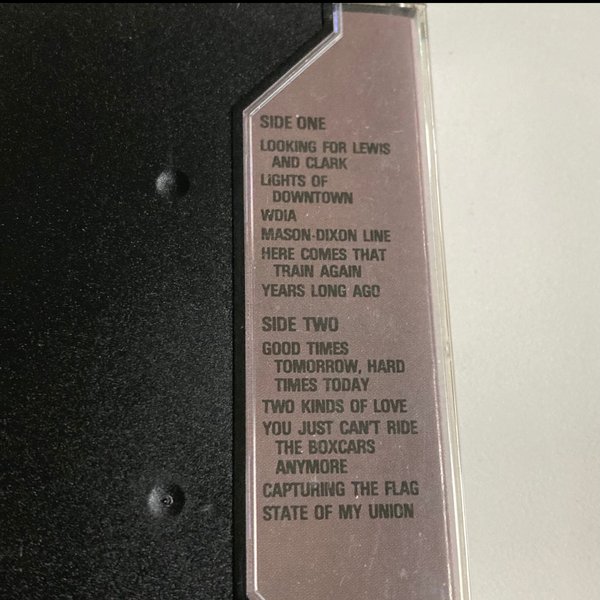 SIDE ONE
LOOKING FOR LEWIS
AND CLARK
LIGHTS OF
DOWNTOWN
WDIA
MASON-DIXON LINE
HERE COMES THAT
TRAIN AGAIN
YEARS LONG AGO
SIDE TWO
GOOD TIMES
TOMORROW, HARD
TIMES TODAY
TWO KINDS OF LOVE
YOU JUST CAN'T RIDE
THE BOXCARS
ANYMORE
CAPTURING THE FLAG
STATE OF MY UNION